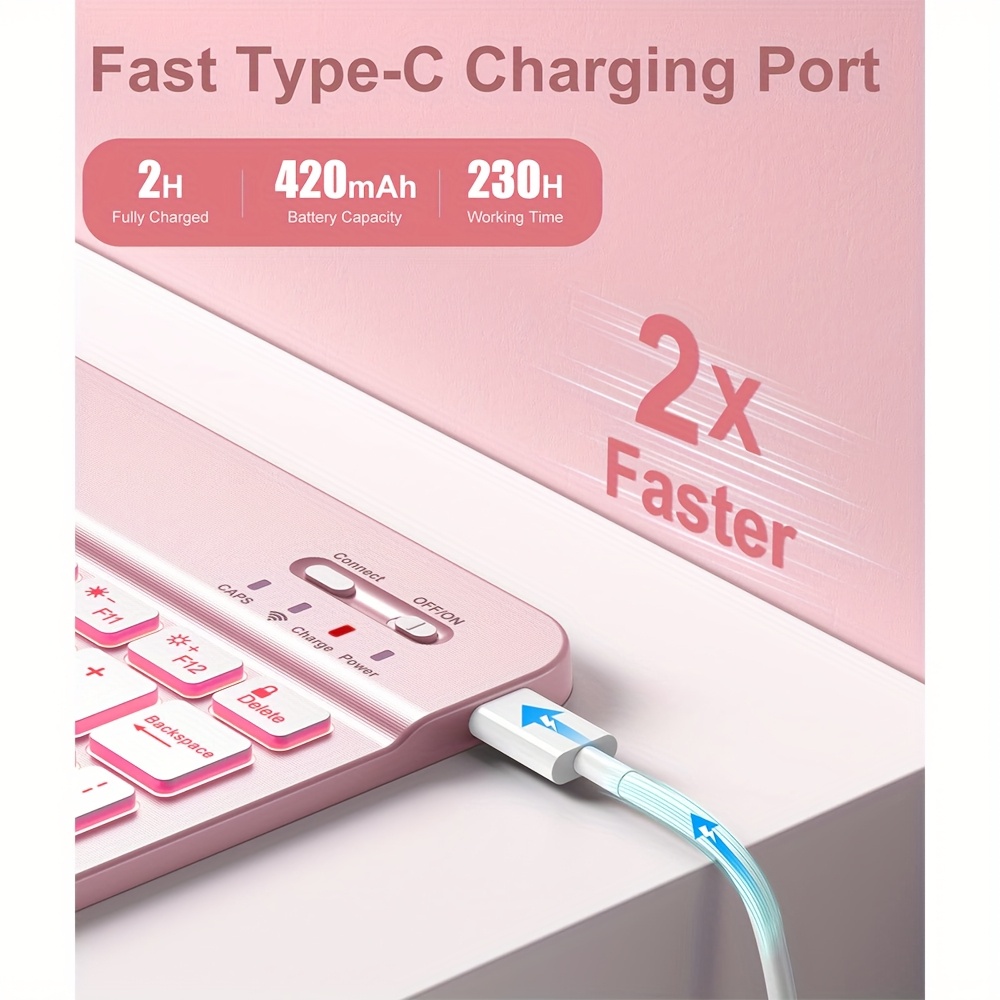 Fast Type-C Charging Port
2H
Fully Charged
420mAh
Battery Capacity
230H
Working Time
2x
Faster
Connect
OFF/ON
CAPS
Charge
Power
F11
F12
Delete
Backspace